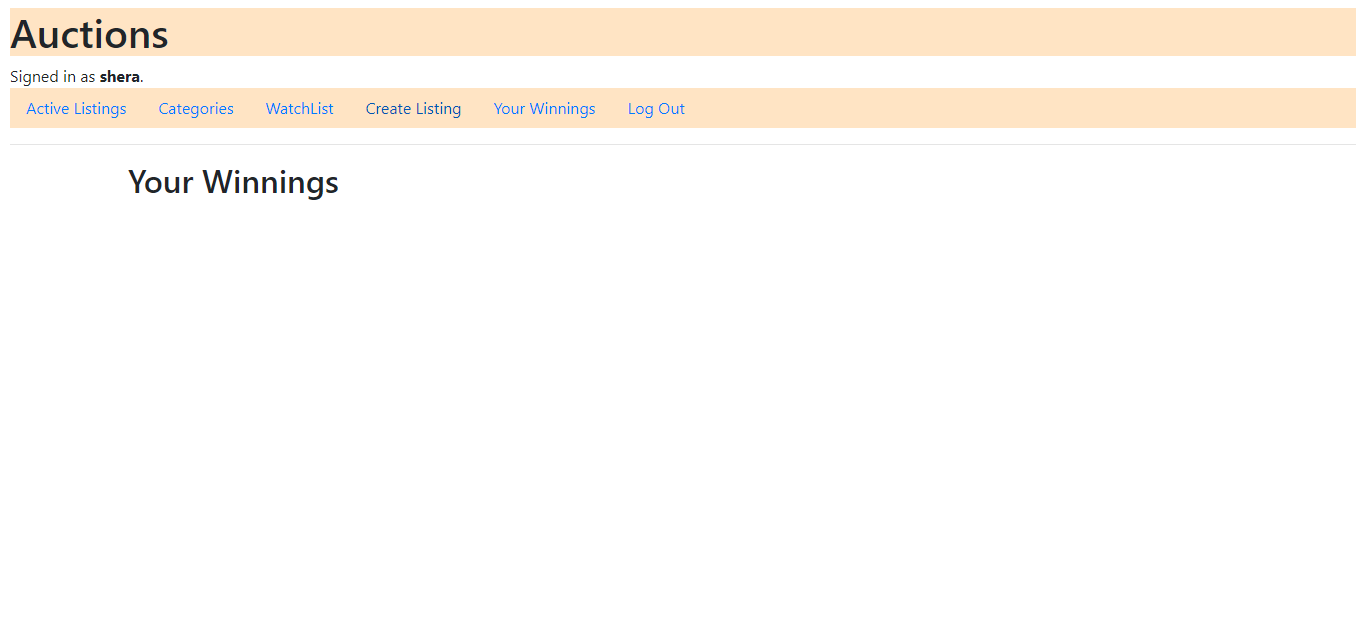 Auctions
Signed in as shera.
Active Listings Categories WatchList Create Listing Your Winnings Log Out
Your Winnings